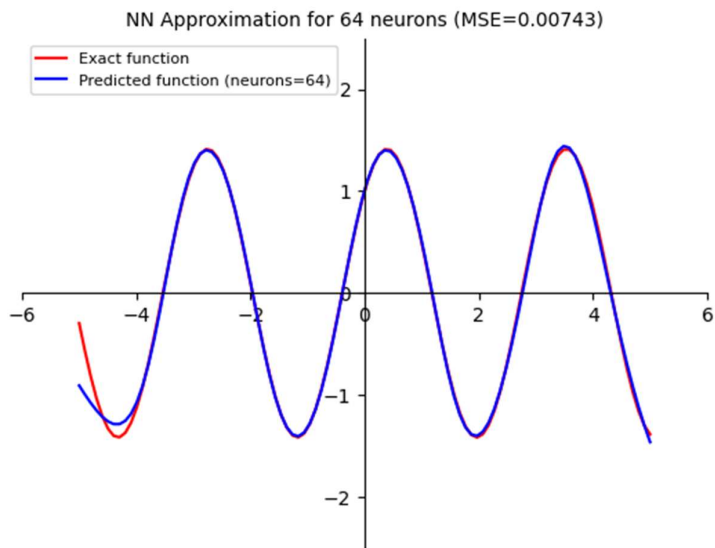 NN Approximation for 64 neurons (MSE=0.00743)
Exact function
Predicted function (neurons=64)
2
1
0
−6 −4 −2 0 2 4 6
−1
−2